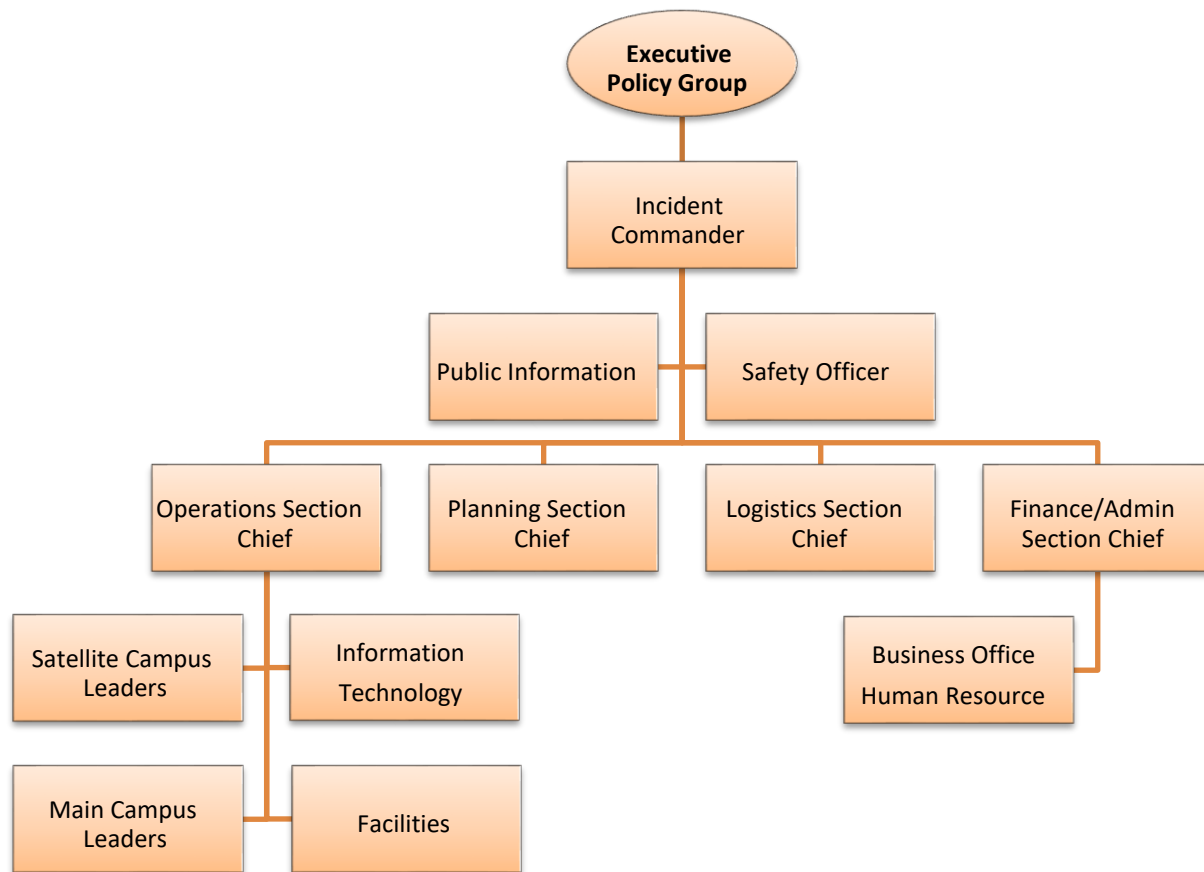 Executive
Policy Group
Incident
Commander
Public Information
Safety Officer
Operations Section
Chief
Planning Section
Chief
Logistics Section
Chief
Finance/Admin
Section Chief
Satellite Campus
Leaders
Information
Technology
Business Office
Human Resource
Main Campus
Leaders
Facilities